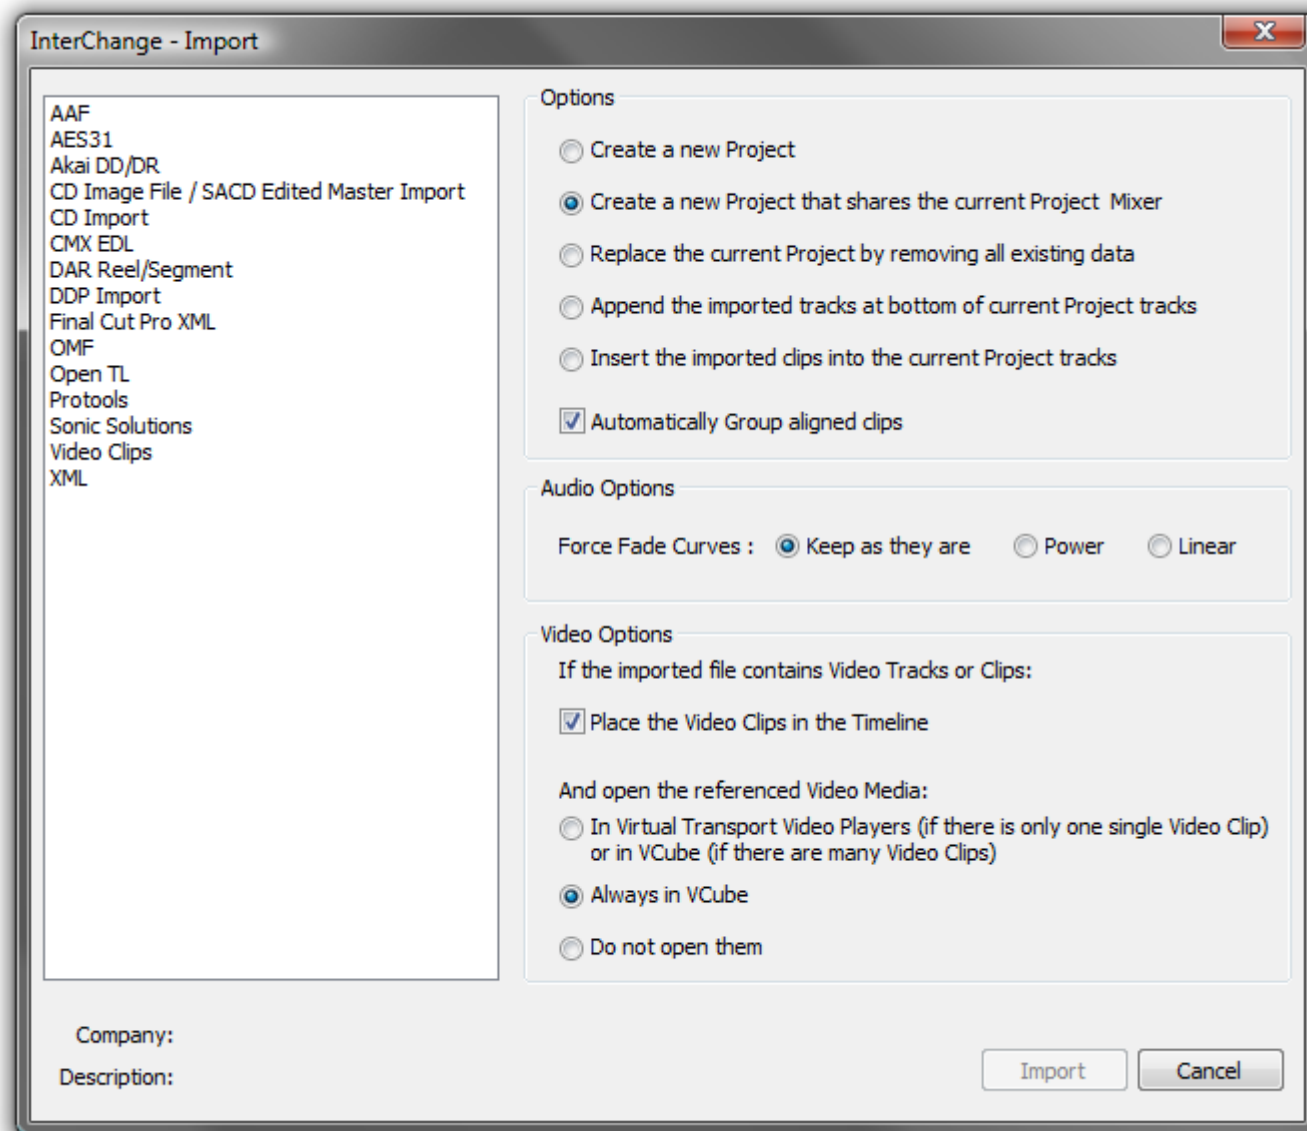 InterChange - Import
AAF
AES31
Akai DD/DR
CD Image File / SACD Edited Master Import
CD Import
CMX EDL
DAR Reel/Segment
DDP Import
Final Cut Pro XML
OMF
Open TL
Protools
Sonic Solutions
Video Clips
XML
Options
Create a new Project
Create a new Project that shares the current Project Mixer
Replace the current Project by removing all existing data
Append the imported tracks at bottom of current Project tracks
Insert the imported clips into the current Project tracks
Automatically Group aligned clips
Audio Options
Force Fade Curves : Keep as they are Power Linear
Video Options
If the imported file contains Video Tracks or Clips:
Place the Video Clips in the Timeline
And open the referenced Video Media:
In Virtual Transport Video Players (if there is only one single Video Clip)
or in VCube (if there are many Video Clips)
Always in VCube
Do not open them
Company:
Description:
Import Cancel